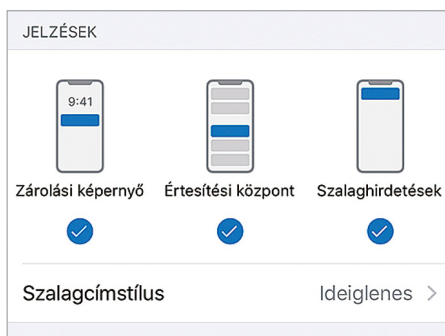 JELZÉSEK
9:41
Zárolási képernyő Értesítési központ Szalaghirdetések
Szalagcímstílus Ideiglenes >